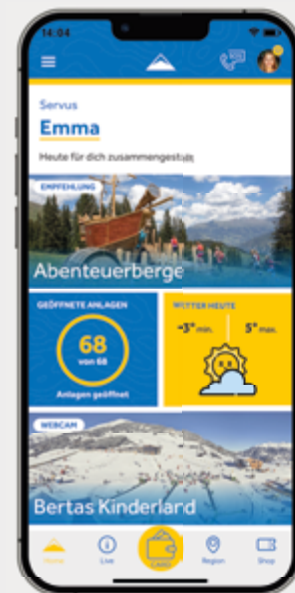 14:04
SOS
Servus
Emma
Heute für dich zusammengestellt
EMPFEHLUNG
Abenteuerberge
GEÖFFNETE ANLAGEN
68
von 68
Anlagen geöffnet
WETTER HEUTE
-3° min.
5° max.
WEBCAM
Bertas Kinderland
Home
Live
CARD
Region
Shop